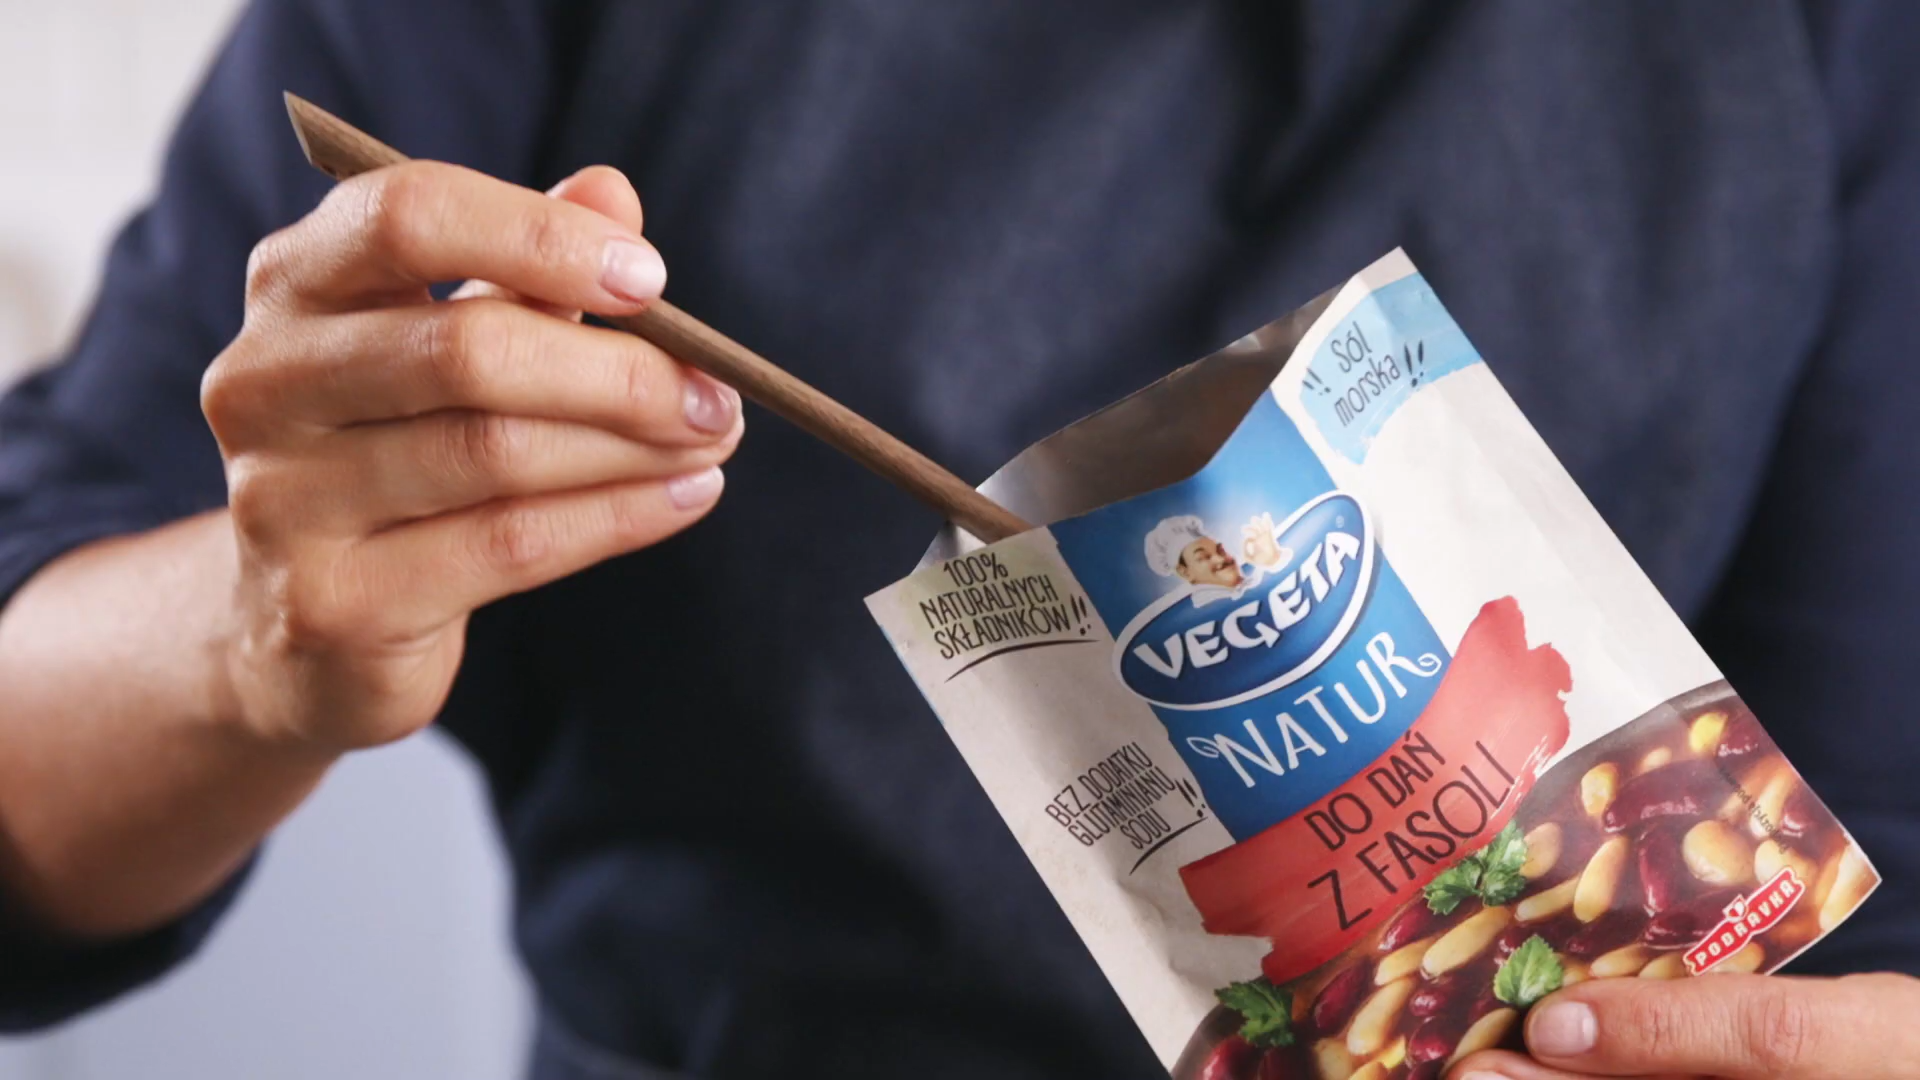 Sól
morska
100%
NATURALNYCH
SKŁADNIKÓW!!
VEGETA
NATUR
BEZ DODATKU
GLUTAMINIANU
SODU!!
DO DAŃ
Z FASOLI
PODRAVKA